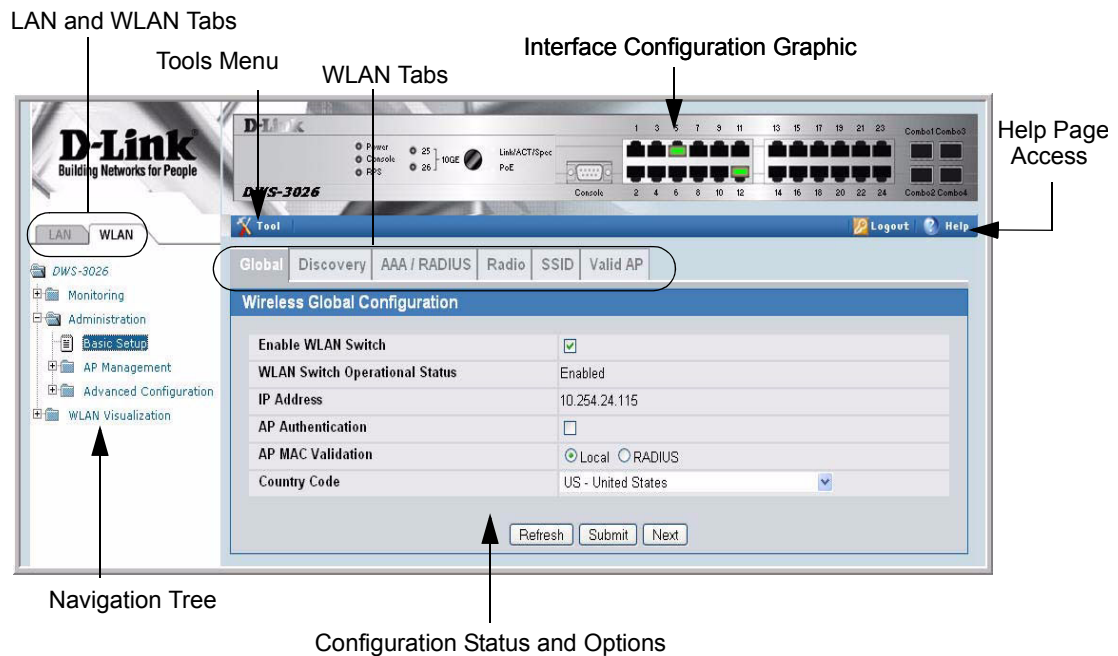 LAN and WLAN Tabs
Tools Menu
WLAN Tabs
Interface Configuration Graphic
Help Page
Access
D-Link
Building Networks for People
D-Link
Power
Console
RPS
25
26
10GE
Link/ACT/Spee
PoE
DWS-3026
Console
1 3 5 7 9 11 13 15 17 19 21 23 Combo1 Combo3
2 4 6 8 10 12 14 16 18 20 22 24 Combo2 Combo4
LAN WLAN
Tool
Logout Help
DWS-3026
Monitoring
Administration
Basic Setup
AP Management
Advanced Configuration
WLAN Visualization
Global Discovery AAA / RADIUS Radio SSID Valid AP
Wireless Global Configuration
Enable WLAN Switch
WLAN Switch Operational Status Enabled
IP Address 10.254.24.115
AP Authentication
AP MAC Validation Local RADIUS
Country Code US - United States
Refresh Submit Next
Navigation Tree
Configuration Status and Options